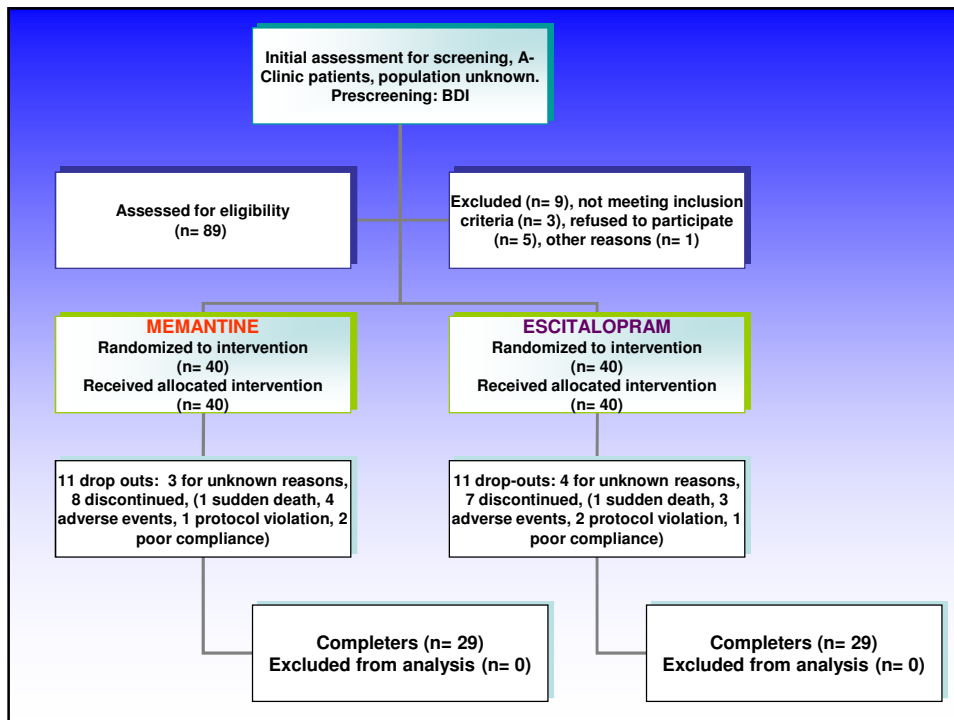 Initial assessment for screening, A-
Clinic patients, population unknown.
Prescreening: BDI
Assessed for eligibility
(n= 89)
Excluded (n= 9), not meeting inclusion
criteria (n= 3), refused to participate
(n= 5), other reasons (n= 1)
MEMANTINE
Randomized to intervention
(n= 40)
Received allocated intervention
(n= 40)
ESCITALOPRAM
Randomized to intervention
(n= 40)
Received allocated intervention
(n= 40)
11 drop outs:  3 for unknown reasons,
8 discontinued, (1 sudden death, 4
adverse events, 1 protocol violation, 2
poor compliance)
11 drop-outs: 4 for unknown reasons,
7 discontinued, (1 sudden death, 3
adverse events, 2 protocol violation, 1
poor compliance)
Completers (n= 29)
Excluded from analysis (n= 0)
Completers (n= 29)
Excluded from analysis (n= 0)